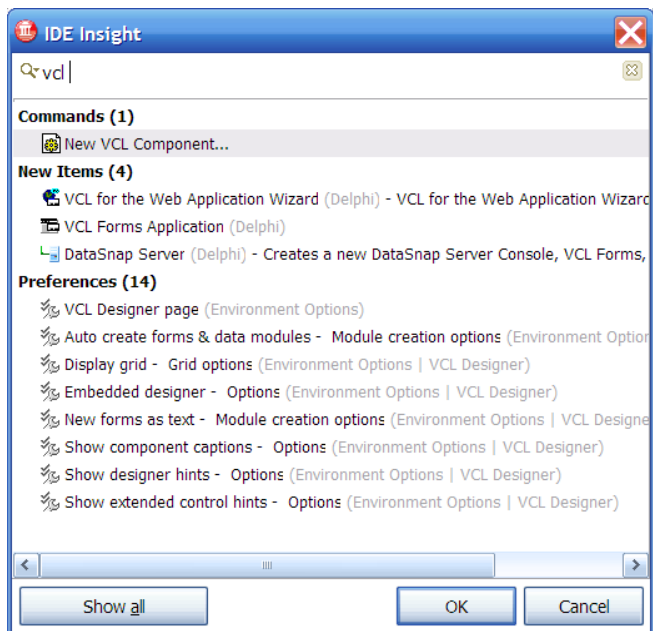 IDE Insight
vcl
Commands (1)
New VCL Component...
New Items (4)
VCL for the Web Application Wizard (Delphi) - VCL for the Web Application Wizard
VCL Forms Application (Delphi)
DataSnap Server (Delphi) - Creates a new DataSnap Server Console, VCL Forms,
Preferences (14)
VCL Designer page (Environment Options)
Auto create forms & data modules - Module creation options (Environment Option
Display grid - Grid options (Environment Options | VCL Designer)
Embedded designer - Options (Environment Options | VCL Designer)
New forms as text - Module creation options (Environment Options | VCL Designe
Show component captions - Options (Environment Options | VCL Designer)
Show designer hints - Options (Environment Options | VCL Designer)
Show extended control hints - Options (Environment Options | VCL Designer)
Show all OK Cancel